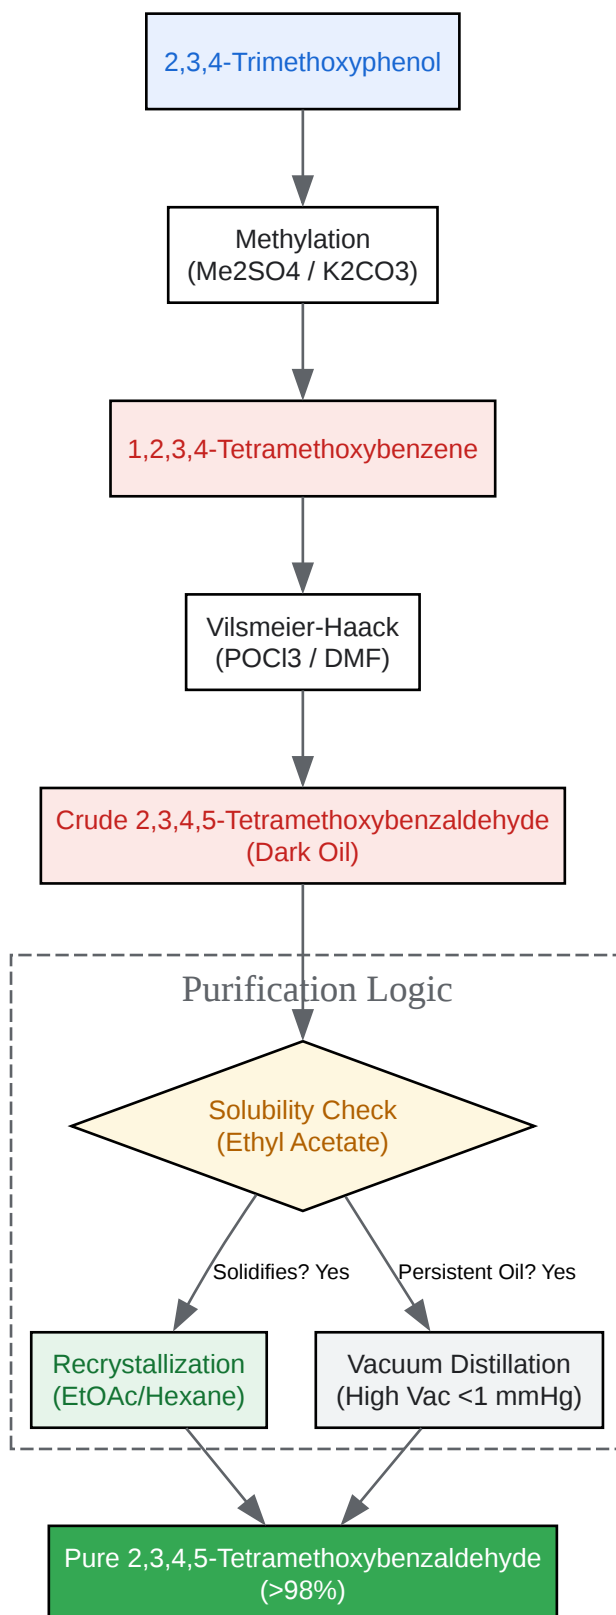 2,3,4-Trimethoxyphenol
Methylation
(Me2SO4 / K2CO3)
1,2,3,4-Tetramethoxybenzene
Vilsmeier-Haack
(POCl3 / DMF)
Crude 2,3,4,5-Tetramethoxybenzaldehyde
(Dark Oil)
Purification Logic
Solubility Check
(Ethyl Acetate)
Solidifies? Yes
Persistent Oil? Yes
Recrystallization
(EtOAc/Hexane)
Vacuum Distillation
(High Vac <1 mmHg)
Pure 2,3,4,5-Tetramethoxybenzaldehyde
(>98%)